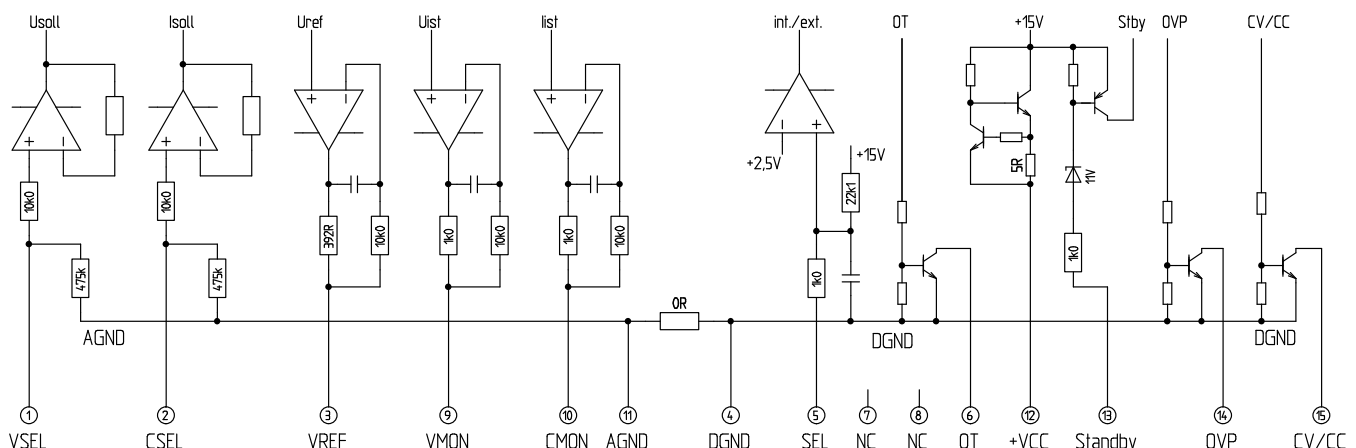 Usoll
Isoll
Uref
Uist
Iist
int./ext.
OT
+15V
Stby
OVP
CV/CC
+
−
+
−
+
−
+
−
+
−
−
+
+2,5V
+15V
5R
11V
10k0
10k0
22k1
392R
10k0
1k0
10k0
1k0
10k0
475k
475k
1k0
1k0
0R
AGND
DGND
DGND
1
2
3
9
10
11
4
5
7
8
6
12
13
14
15
VSEL
CSEL
VREF
VMON
CMON
AGND
DGND
SEL
NC
NC
OT
+VCC
Standby
OVP
CV/CC